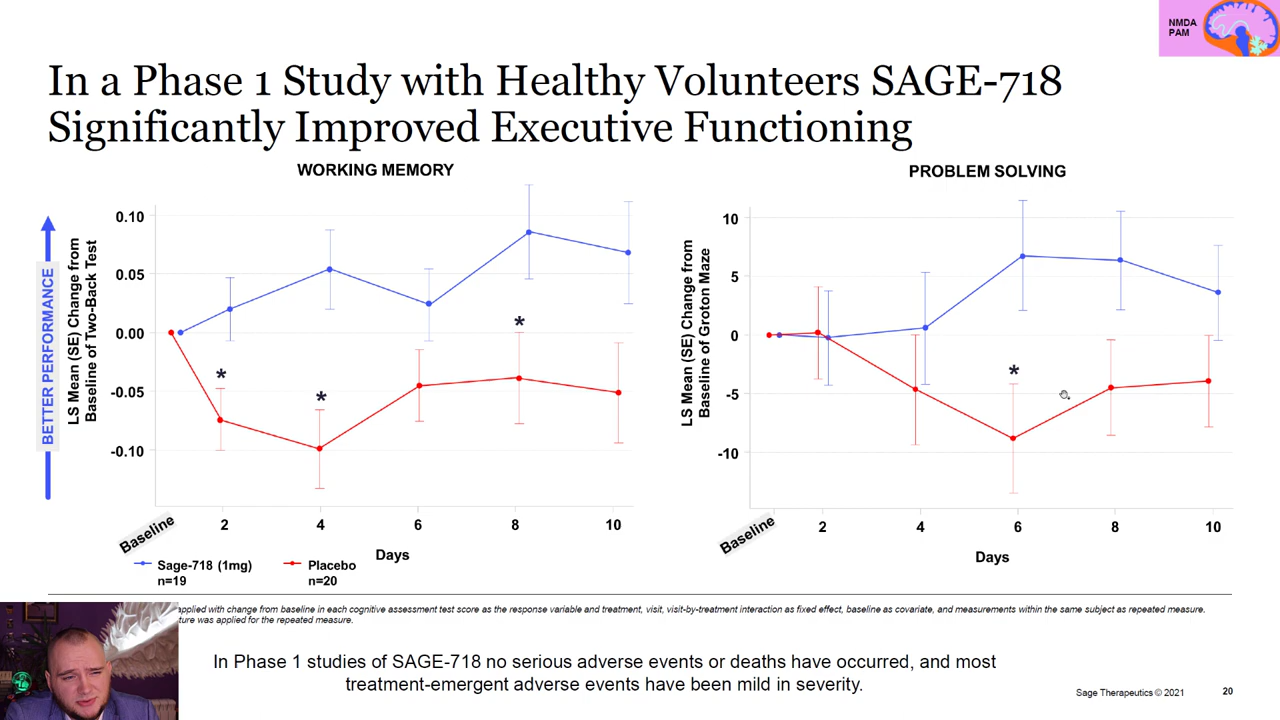 NMDA
PAM
In a Phase 1 Study with Healthy Volunteers SAGE-718
Significantly Improved Executive Functioning
WORKING MEMORY
BETTER PERFORMANCE
LS Mean (SE) Change from
Baseline of Two-Back Test
0.10
0.05
0.00
-0.05
-0.10
*
*
*
Baseline
2
4
6
8
10
Days
Sage-718 (1mg)
n=19
Placebo
n=20
PROBLEM SOLVING
LS Mean (SE) Change from
Baseline of Groton Maze
10
5
0
-5
-10
*
Baseline
2
4
6
8
10
Days
applied with change from baseline in each cognitive assessment test score as the response variable and treatment, visit, visit-by-treatment interaction as fixed effect, baseline as covariate, and measurements within the same subject as repeated measure.
was applied for the repeated measure.
In Phase 1 studies of SAGE-718 no serious adverse events or deaths have occurred, and most
treatment-emergent adverse events have been mild in severity.
Sage Therapeutics © 2021
20